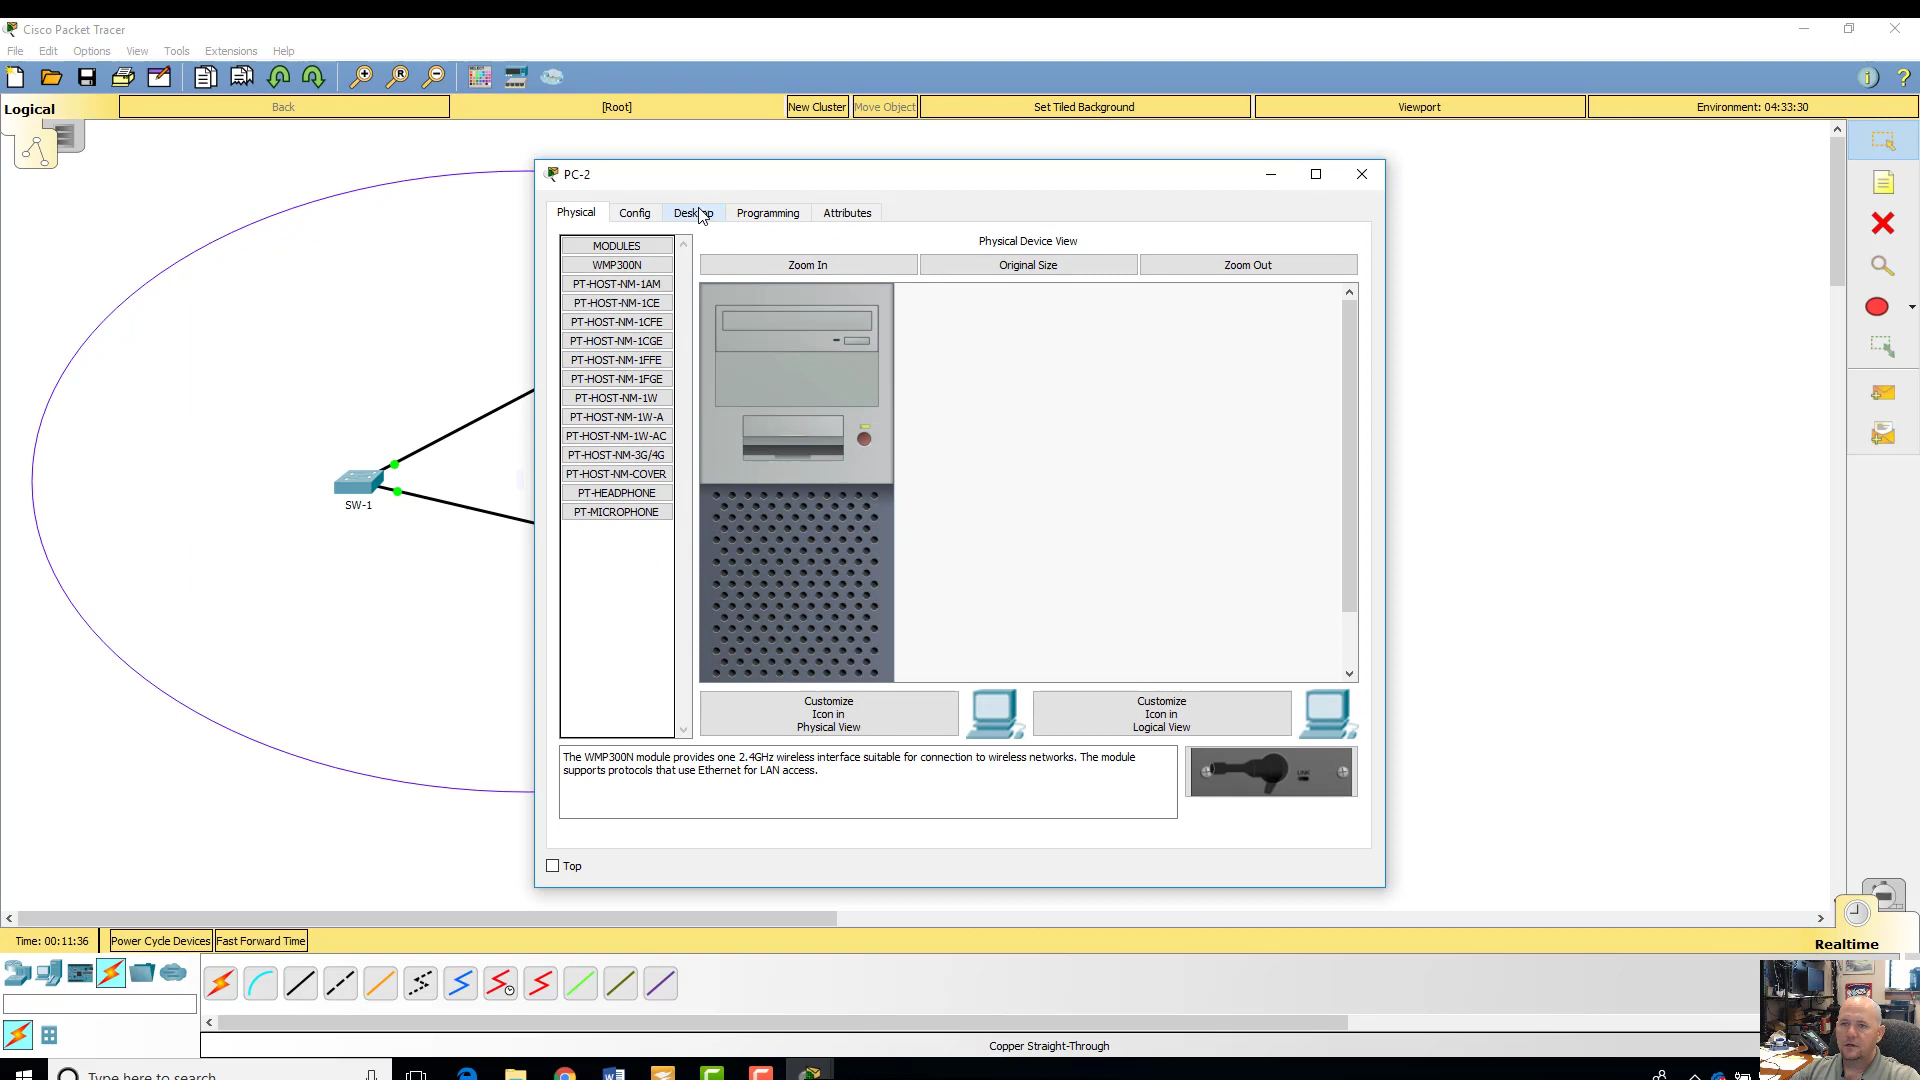 Cisco Packet Tracer
File Edit Options View Tools Extensions Help
Logical Back [Root] New Cluster Move Object Set Tiled Background Viewport Environment: 04:33:30
PC-2
Physical Config Desktop Programming Attributes
MODULES
WMP300N
PT-HOST-NM-1AM
PT-HOST-NM-1CE
PT-HOST-NM-1CFE
PT-HOST-NM-1CGE
PT-HOST-NM-1FFE
PT-HOST-NM-1FGE
PT-HOST-NM-1W
PT-HOST-NM-1W-A
PT-HOST-NM-1W-AC
PT-HOST-NM-3G/4G
PT-HOST-NM-COVER
PT-HEADPHONE
PT-MICROPHONE
Physical Device View
Zoom In Original Size Zoom Out
LINK
Customize
Icon in
Physical View
Customize
Icon in
Logical View
The WMP300N module provides one 2.4GHz wireless interface suitable for connection to wireless networks. The module
supports protocols that use Ethernet for LAN access.
Top
SW-1
Time: 00:11:36 Power Cycle Devices Fast Forward Time
Realtime
Copper Straight-Through
Type here to search